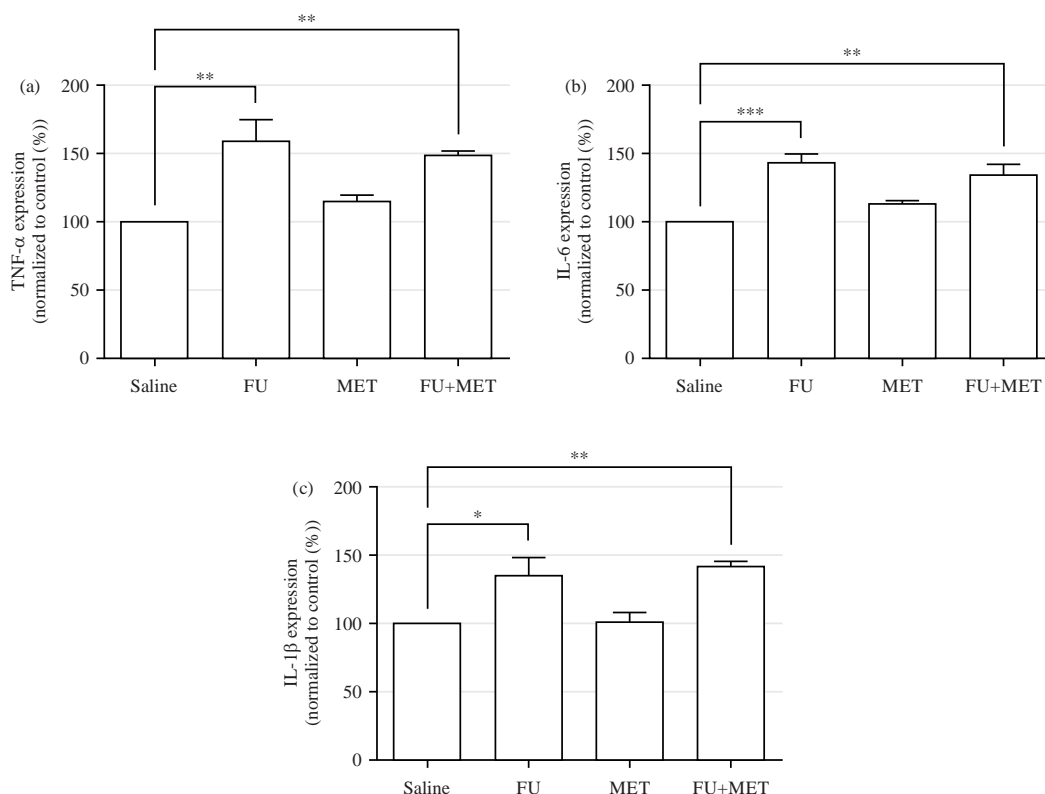 **
**
(a)
200
150
100
50
0
TNF-α expression
(normalized to control (%))
Saline FU MET FU+MET
**
***
(b)
200
150
100
50
0
IL-6 expression
(normalized to control (%))
Saline FU MET FU+MET
**
*
(c)
200
150
100
50
0
IL-1β expression
(normalized to control (%))
Saline FU MET FU+MET